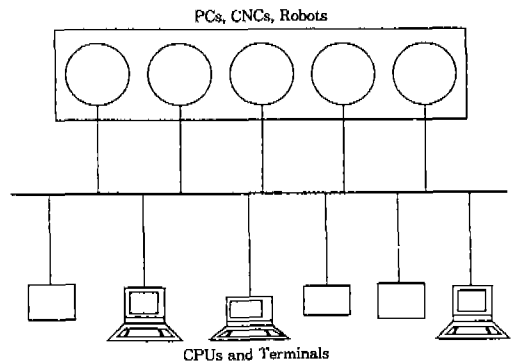 PCs, CNCs, Robots
CPUs and Terminals